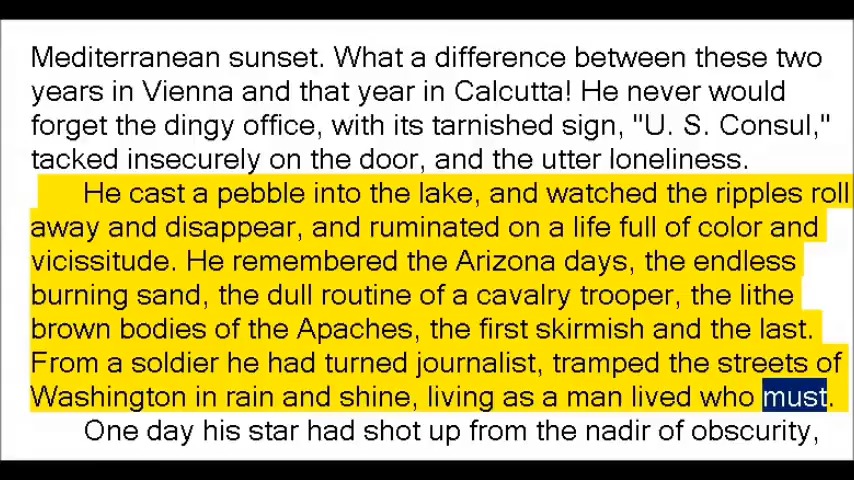 Mediterranean sunset. What a difference between these two
years in Vienna and that year in Calcutta! He never would
forget the dingy office, with its tarnished sign, "U. S. Consul,"
tacked insecurely on the door, and the utter loneliness.
He cast a pebble into the lake, and watched the ripples roll
away and disappear, and ruminated on a life full of color and
vicissitude. He remembered the Arizona days, the endless
burning sand, the dull routine of a cavalry trooper, the lithe
brown bodies of the Apaches, the first skirmish and the last.
From a soldier he had turned journalist, tramped the streets of
Washington in rain and shine, living as a man lived who must.
One day his star had shot up from the nadir of obscurity,